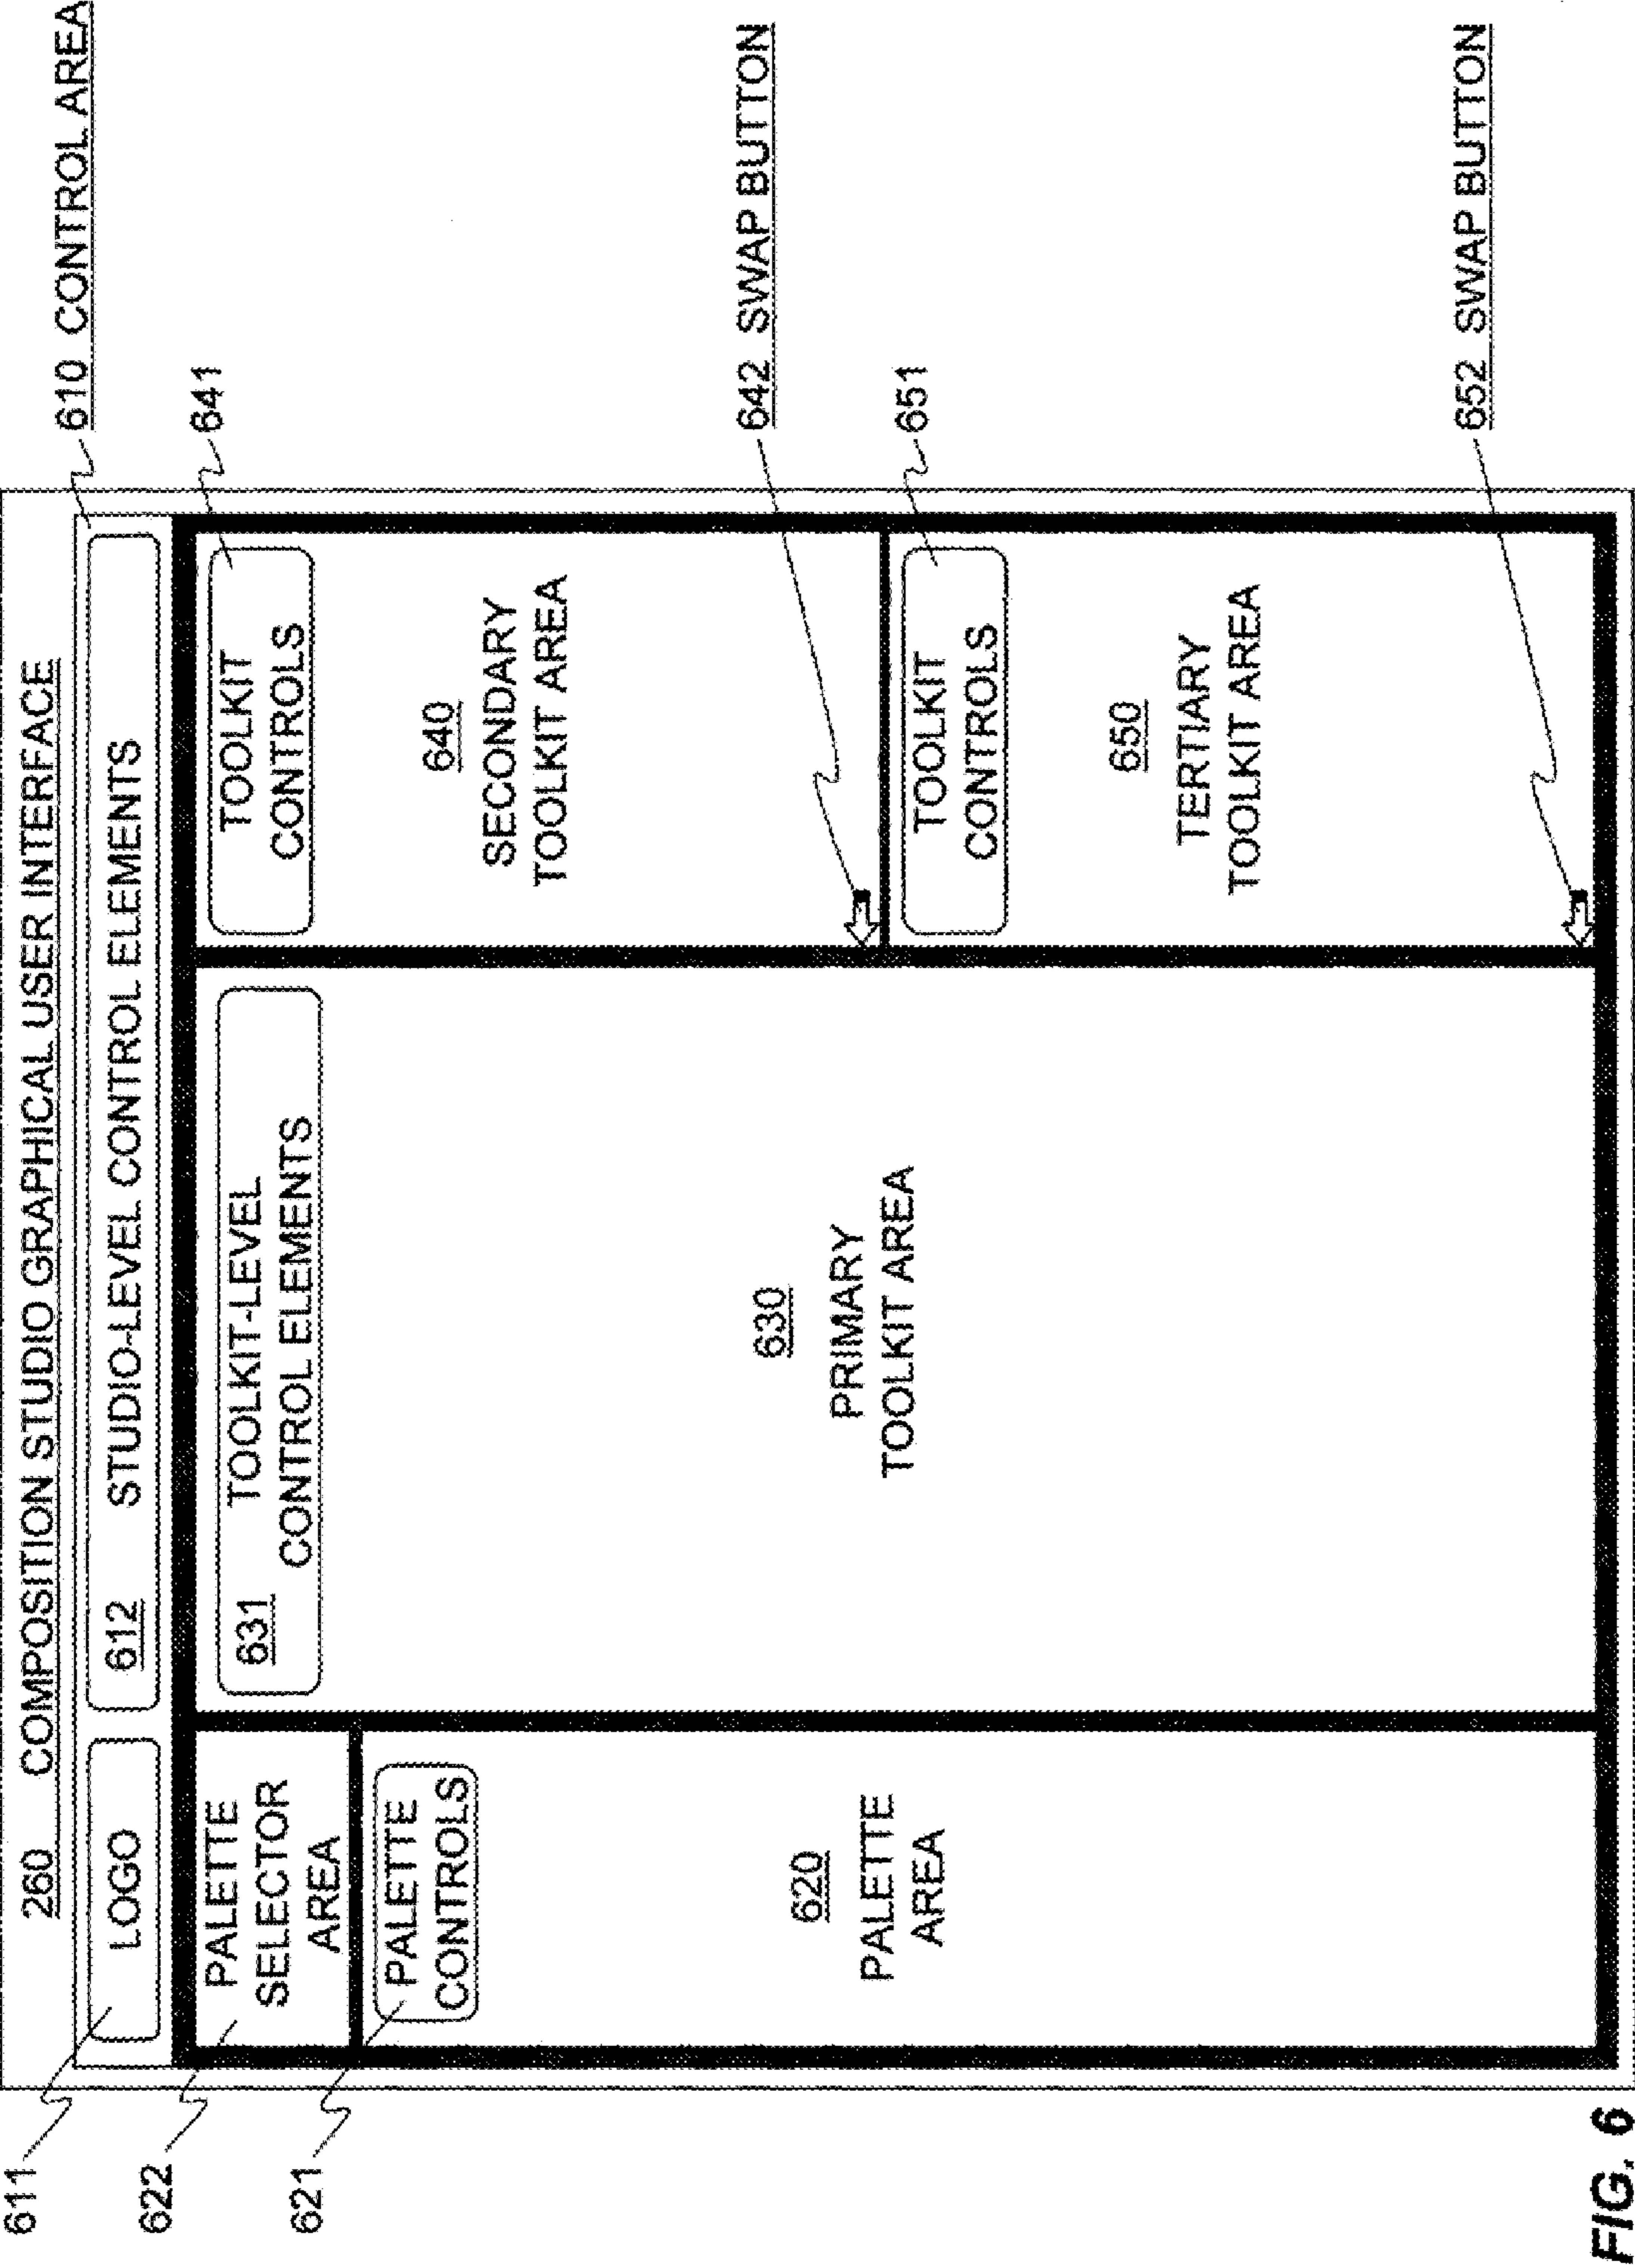 260 COMPOSITION STUDIO GRAPHICAL USER INTERFACE
611
LOGO
612 STUDIO-LEVEL CONTROL ELEMENTS
610 CONTROL AREA
622
PALETTE
SELECTOR
AREA
631 TOOLKIT-LEVEL
CONTROL ELEMENTS
TOOLKIT
CONTROLS
641
621
PALETTE
CONTROLS
640
SECONDARY
TOOLKIT AREA
620
PALETTE
AREA
630
PRIMARY
TOOLKIT AREA
642 SWAP BUTTON
TOOLKIT
CONTROLS
651
650
TERTIARY
TOOLKIT AREA
652 SWAP BUTTON
FIG. 6